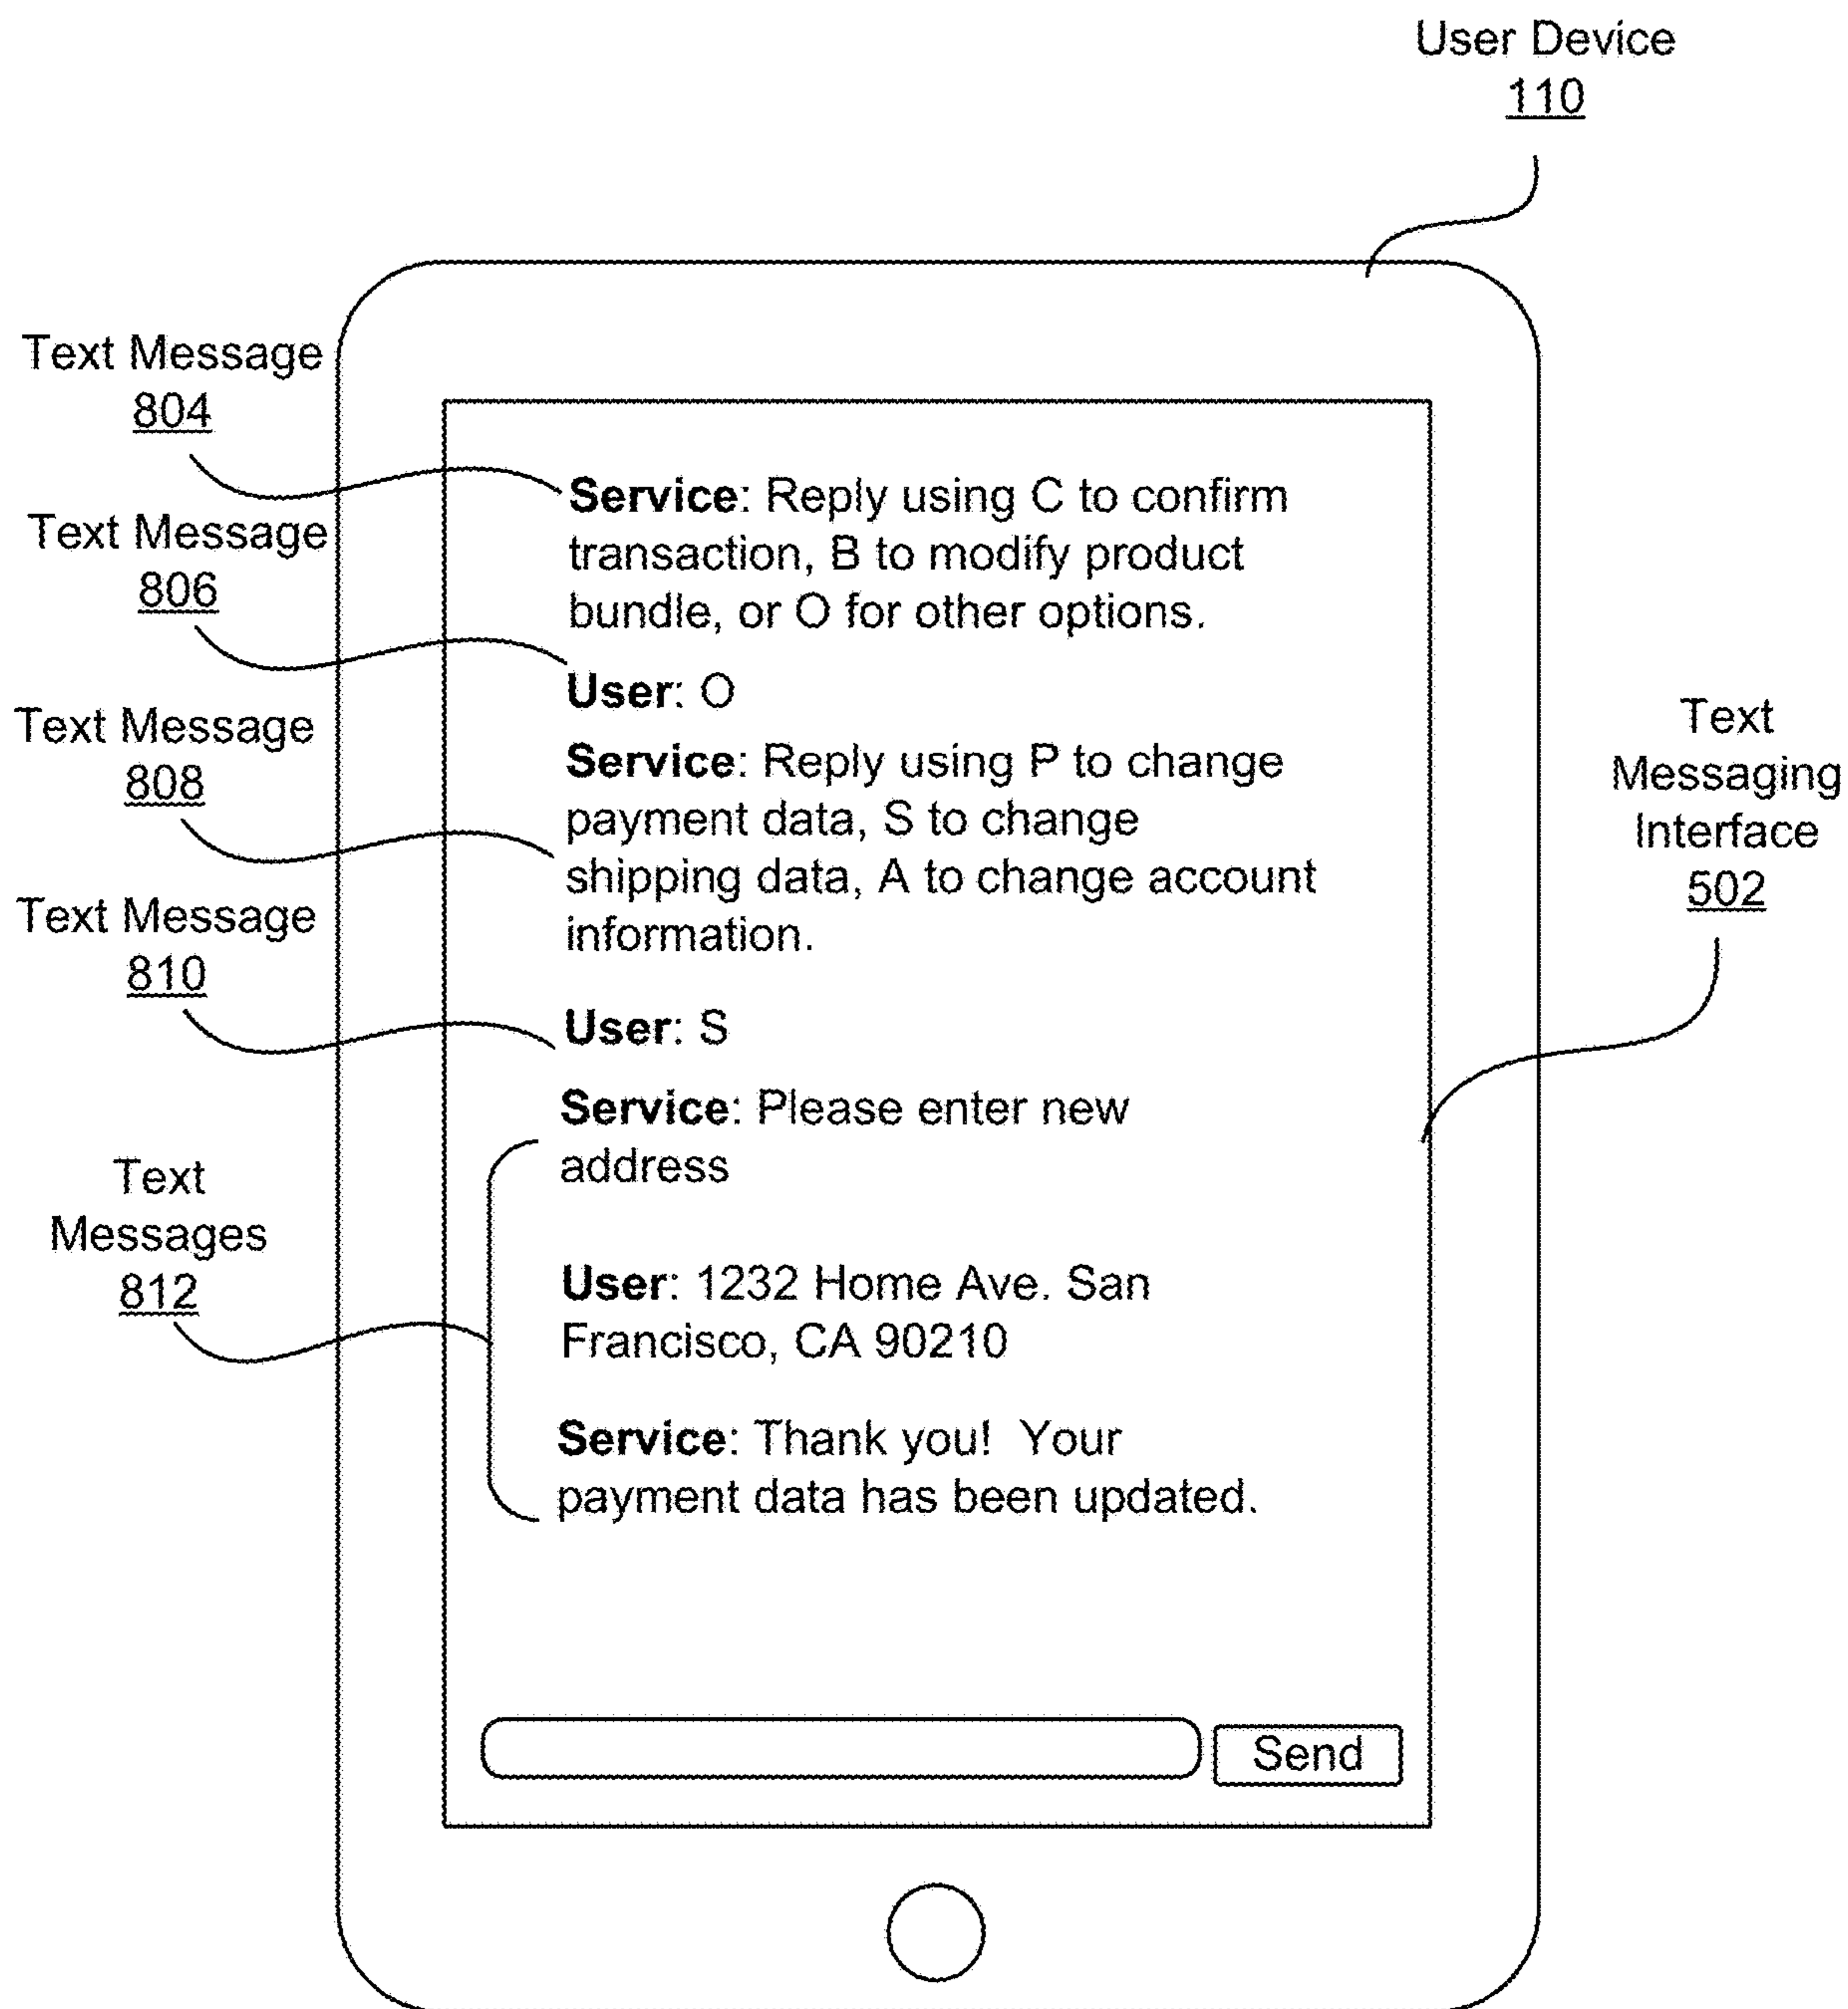 User Device
110
Text Message
804
Text Message
806
Text Message
808
Text Message
810
Text
Messages
812
Service: Reply using C to confirm
transaction, B to modify product
bundle, or O for other options.
User: O
Service: Reply using P to change
payment data, S to change
shipping data, A to change account
information.
User: S
Service: Please enter new
address
User: 1232 Home Ave. San
Francisco, CA 90210
Service: Thank you!  Your
payment data has been updated.
Send
Text
Messaging
Interface
502